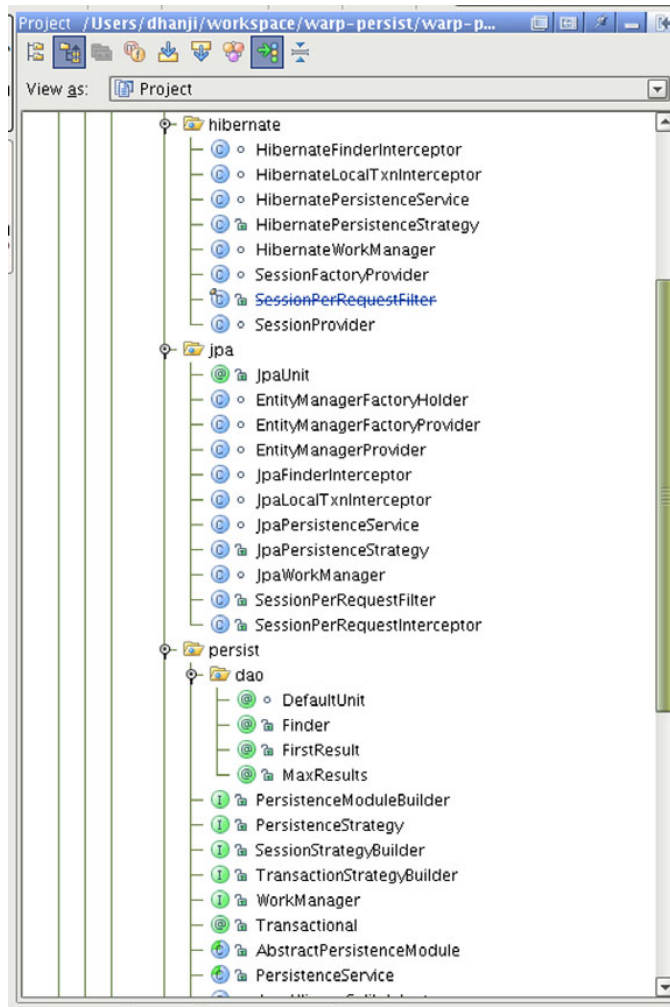 Project /Users/dhanji/workspace/warp-persist/warp-p...
View as: Project
hibernate
HibernateFinderInterceptor
HibernateLocalTxnInterceptor
HibernatePersistenceService
HibernatePersistenceStrategy
HibernateWorkManager
SessionFactoryProvider
SessionPerRequestFilter
SessionProvider
jpa
JpaUnit
EntityManagerFactoryHolder
EntityManagerFactoryProvider
EntityManagerProvider
JpaFinderInterceptor
JpaLocalTxnInterceptor
JpaPersistenceService
JpaPersistenceStrategy
JpaWorkManager
SessionPerRequestFilter
SessionPerRequestInterceptor
persist
dao
DefaultUnit
Finder
FirstResult
MaxResults
PersistenceModuleBuilder
PersistenceStrategy
SessionStrategyBuilder
TransactionStrategyBuilder
WorkManager
Transactional
AbstractPersistenceModule
PersistenceService